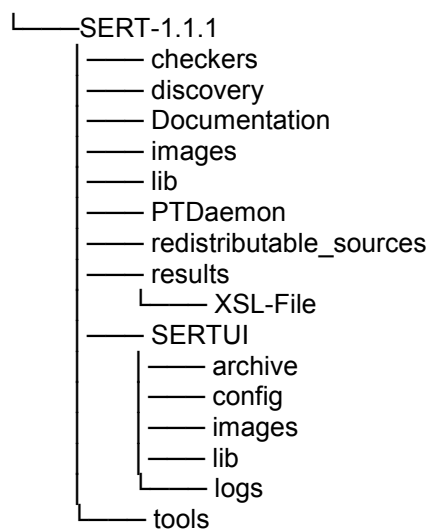 SERT-1.1.1
checkers
discovery
Documentation
images
lib
PTDaemon
redistributable_sources
results
XSL-File
SERTUI
archive
config
images
lib
logs
tools